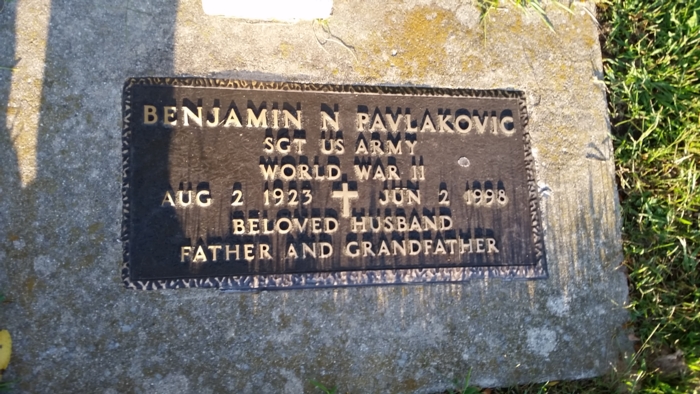 BENJAMIN N PAVLAKOVIC
SGT US ARMY
WORLD WAR II
AUG 2 1923 JUN 2 1998
BELOVED HUSBAND
FATHER AND GRANDFATHER